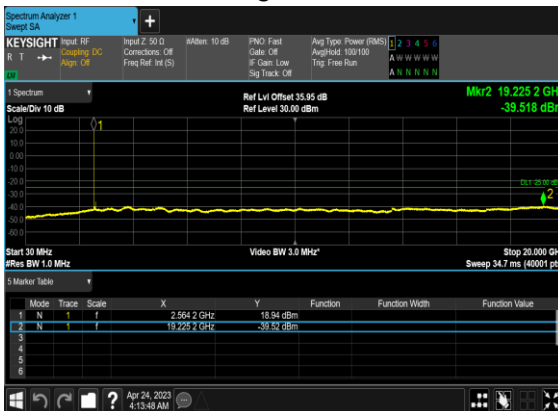 Spectrum Analyzer 1
Swept SA
KEYSIGHT Input: RF Input Z: 50 Ω #Atten: 10 dB PNO: Fast Avg Type: Power (RMS) 1 2 3 4 5 6
R T Coupling: DC Corrections: Off Gate: Off Avg|Hold: 100/100 A W W W W W
Align: Off Freq Ref: Int (S) IF Gain: Low Trig: Free Run
LV Sig Track: Off A N N N N N
1 Spectrum Ref Lvl Offset 35.95 dB Mkr2 19.225 2 GH
Scale/Div 10 dB Ref Level 30.00 dBm -39.518 dBm
Log
20.0 1
10.0
0.00
-10.0
-20.0 DL1 -25.00 dB
-30.0 2
-40.0
-50.0
-60.0
Start 30 MHz Video BW 3.0 MHz* Stop 20.000 GH
#Res BW 1.0 MHz Sweep 34.7 ms (40001 pts
5 Marker Table
Mode Trace Scale X Y Function Function Width Function Value
1 N 1 f 2.564 2 GHz 18.94 dBm
2 N 1 f 19.225 2 GHz -39.52 dBm
3
4
5
6
? Apr 24, 2023
4:13:48 AM